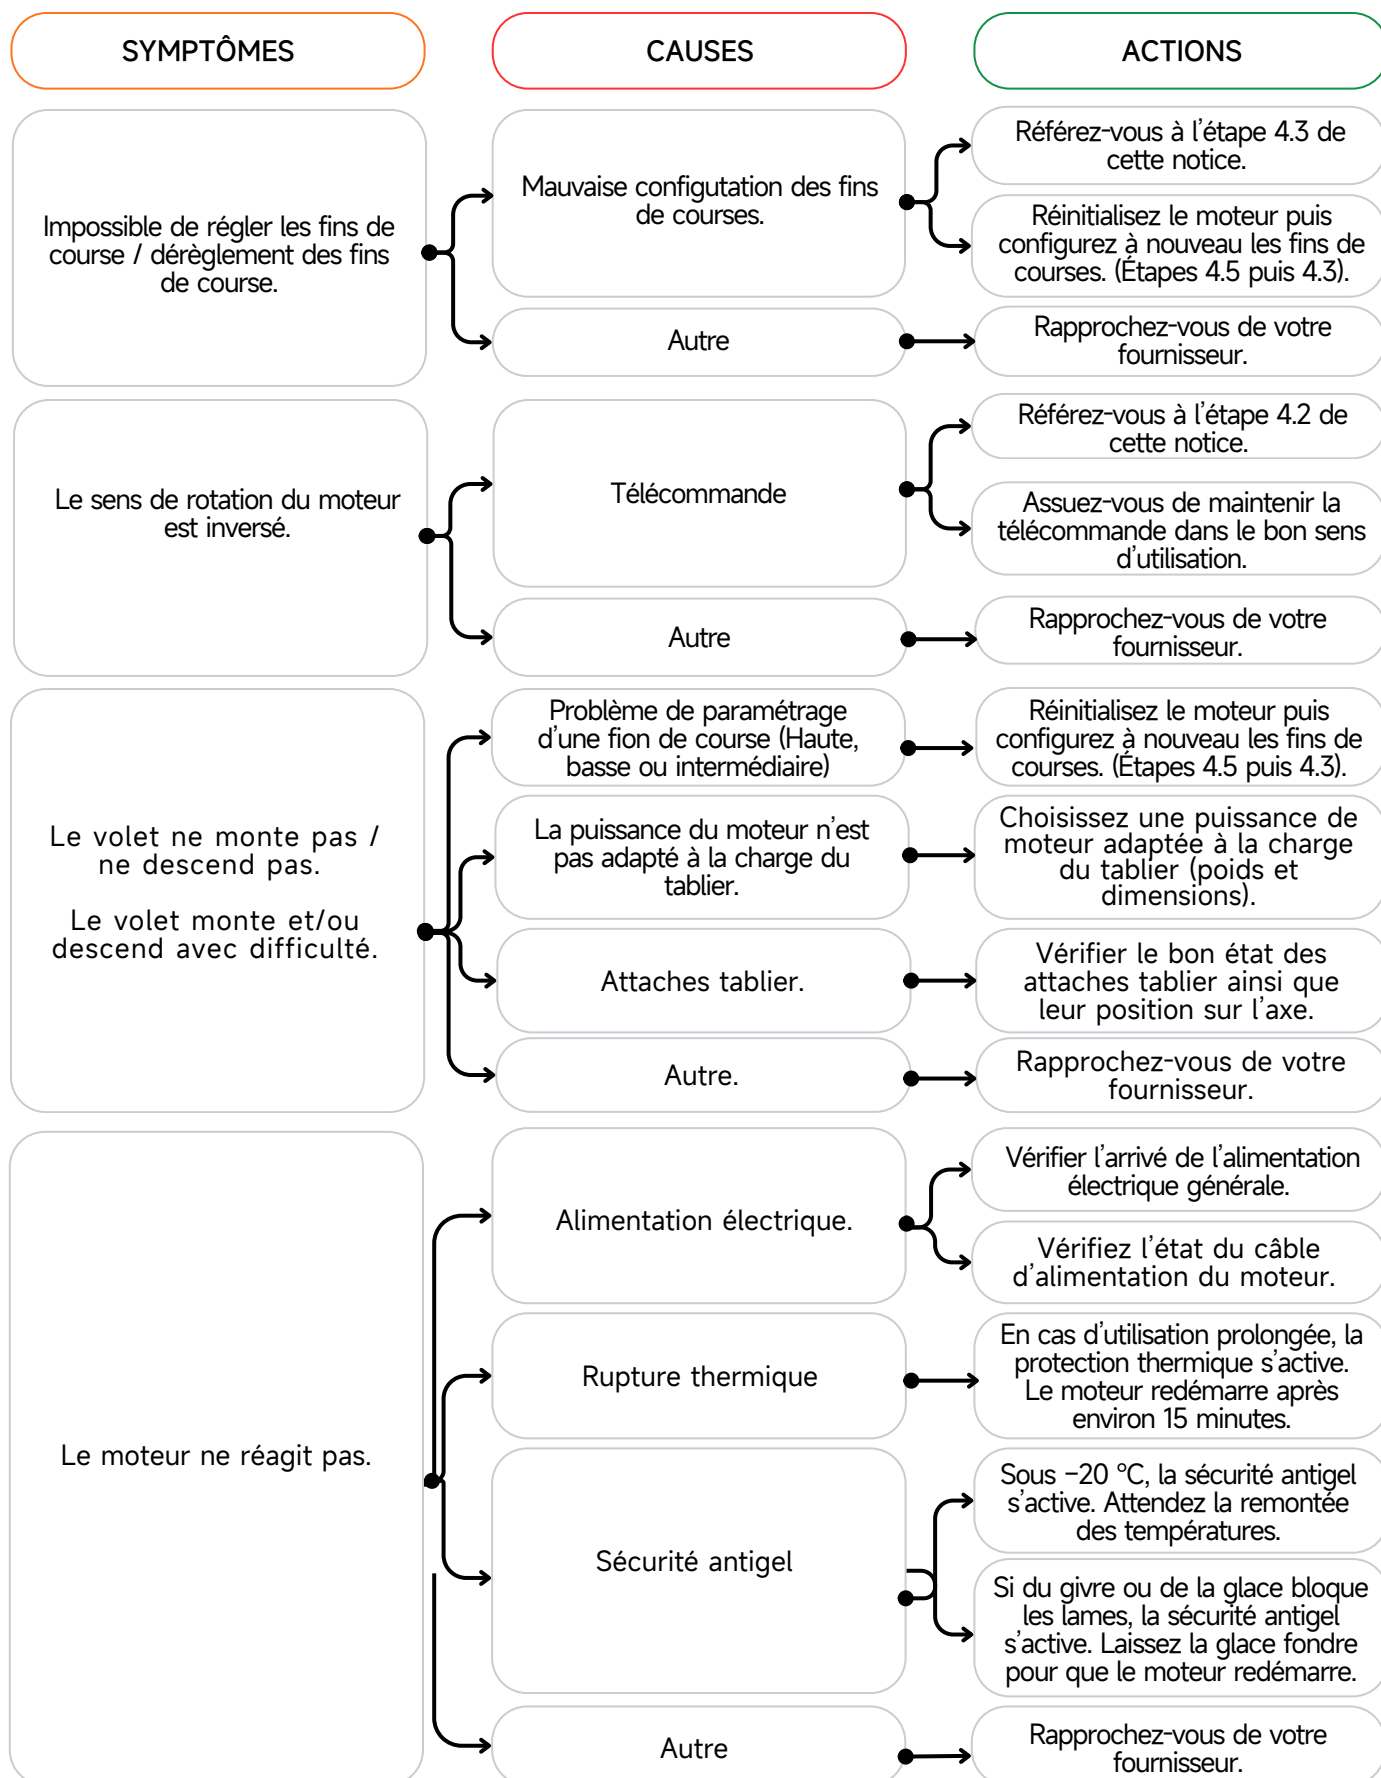 SYMPTÔMES
CAUSES
ACTIONS
Impossible de régler les fins de
course / dérèglement des fins
de course.
Mauvaise configutation des fins
de courses.
Référez-vous à l'étape 4.3 de
cette notice.
Réinitialisez le moteur puis
configurez à nouveau les fins de
courses. (Étapes 4.5 puis 4.3).
Autre
Rapprochez-vous de votre
fournisseur.
Le sens de rotation du moteur
est inversé.
Télécommande
Référez-vous à l'étape 4.2 de
cette notice.
Assuez-vous de maintenir la
télécommande dans le bon sens
d'utilisation.
Autre
Rapprochez-vous de votre
fournisseur.
Le volet ne monte pas /
ne descend pas.
Le volet monte et/ou
descend avec difficulté.
Problème de paramétrage
d'une fion de course (Haute,
basse ou intermédiaire)
Réinitialisez le moteur puis
configurez à nouveau les fins de
courses. (Étapes 4.5 puis 4.3).
La puissance du moteur n'est
pas adapté à la charge du
tablier.
Choisissez une puissance de
moteur adaptée à la charge
du tablier (poids et
dimensions).
Attaches tablier.
Vérifier le bon état des
attaches tablier ainsi que
leur position sur l'axe.
Autre.
Rapprochez-vous de votre
fournisseur.
Le moteur ne réagit pas.
Alimentation électrique.
Vérifier l'arrivé de l'alimentation
électrique générale.
Vérifiez l'état du câble
d'alimentation du moteur.
Rupture thermique
En cas d'utilisation prolongée, la
protection thermique s'active.
Le moteur redémarre après
environ 15 minutes.
Sécurité antigel
Sous −20 °C, la sécurité antigel
s'active. Attendez la remontée
des températures.
Si du givre ou de la glace bloque
les lames, la sécurité antigel
s'active. Laissez la glace fondre
pour que le moteur redémarre.
Autre
Rapprochez-vous de votre
fournisseur.